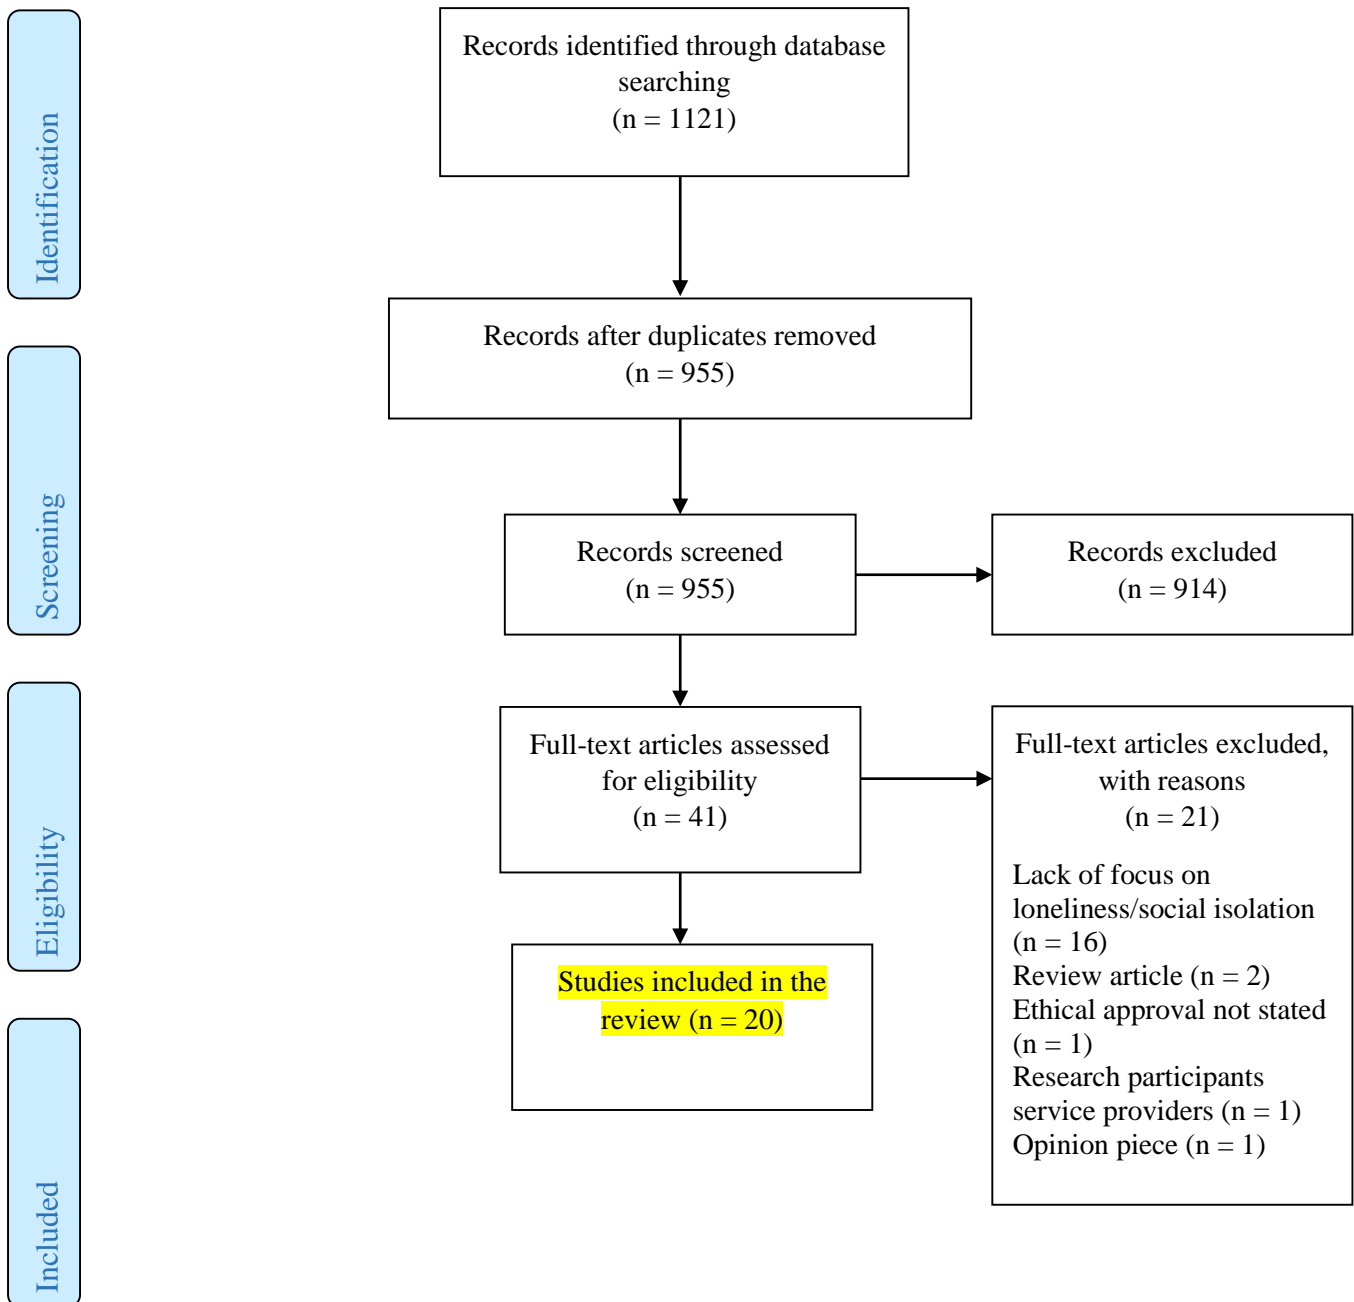 Identification
Records identified through database
searching
(n = 1121)
Records after duplicates removed
(n = 955)
Screening
Records screened
(n = 955)
Records excluded
(n = 914)
Eligibility
Full-text articles assessed
for eligibility
(n = 41)
Full-text articles excluded,
with reasons
(n = 21)
Lack of focus on
loneliness/social isolation
(n = 16)
Review article (n = 2)
Ethical approval not stated
(n = 1)
Research participants
service providers (n = 1)
Opinion piece (n = 1)
Included
Studies included in the
review (n = 20)